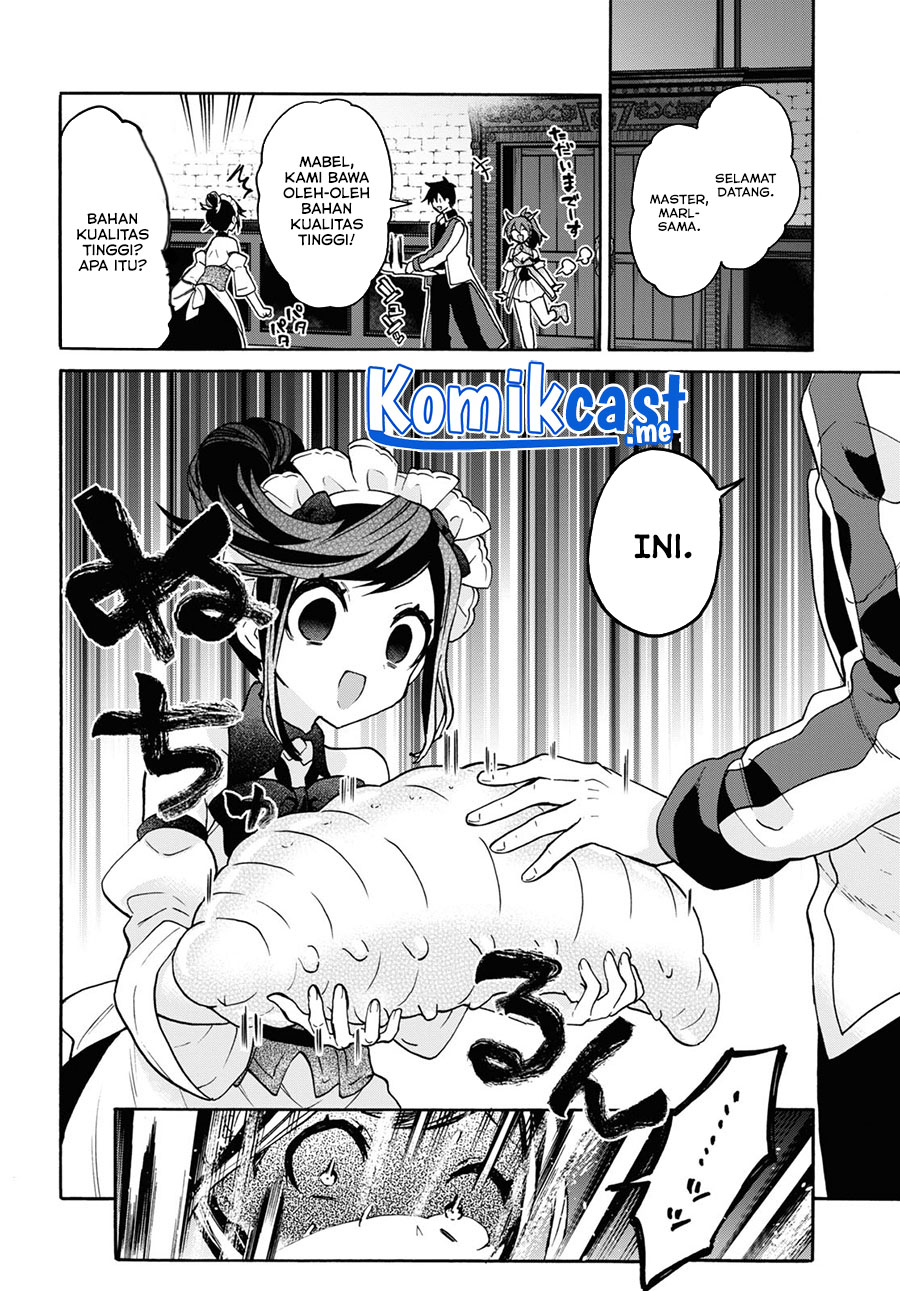 SELAMAT
DATANG.
MASTER,
MARL-
SAMA.
ただいまでーす
MABEL,
KAMI BAWA
OLEH-OLEH
BAHAN
KUALITAS
TINGGI!
BAHAN
KUALITAS
TINGGI?
APA ITU?
パタ
パタ
Komikcast
.me
INI.
ねちゅ
るん
………
……